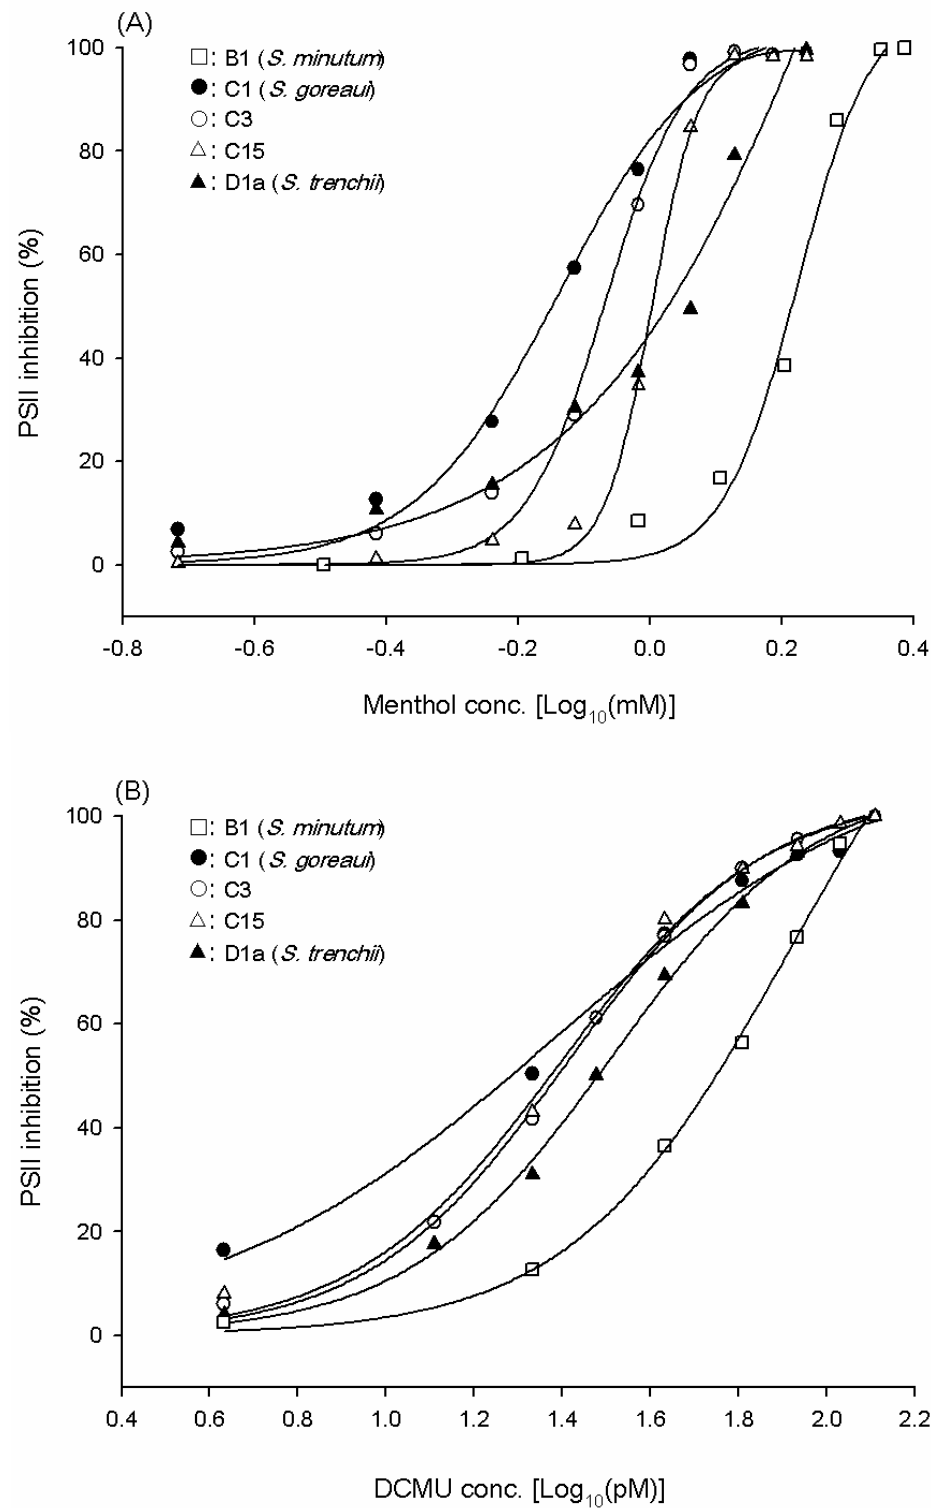 (A)
100
80
60
40
20
0
PSII inhibition (%)
□: B1 (S. minutum)
●: C1 (S. goreaui)
○: C3
△: C15
▲: D1a (S. trenchii)
-0.8 -0.6 -0.4 -0.2 0.0 0.2 0.4
Menthol conc. [Log₁₀(mM)]
(B)
100
80
60
40
20
0
PSII inhibition (%)
□: B1 (S. minutum)
●: C1 (S. goreaui)
○: C3
△: C15
▲: D1a (S. trenchii)
0.4 0.6 0.8 1.0 1.2 1.4 1.6 1.8 2.0 2.2
DCMU conc. [Log₁₀(pM)]